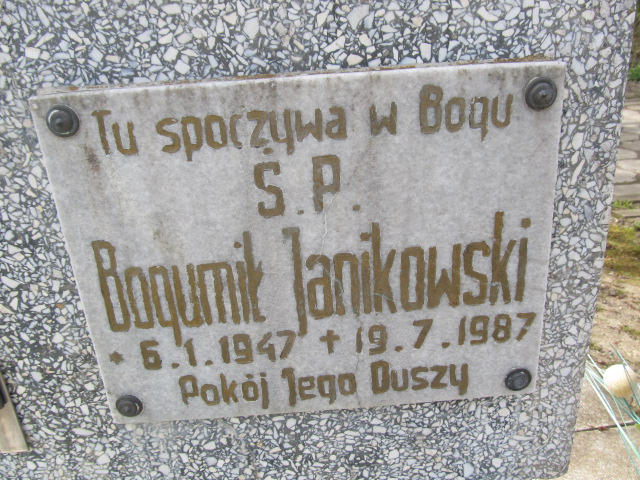 Tu spoczywa w Bogu
Ś.P.
Bogumił Janikowski
* 6.1.1947 + 19.7.1987
Pokój Jego Duszy